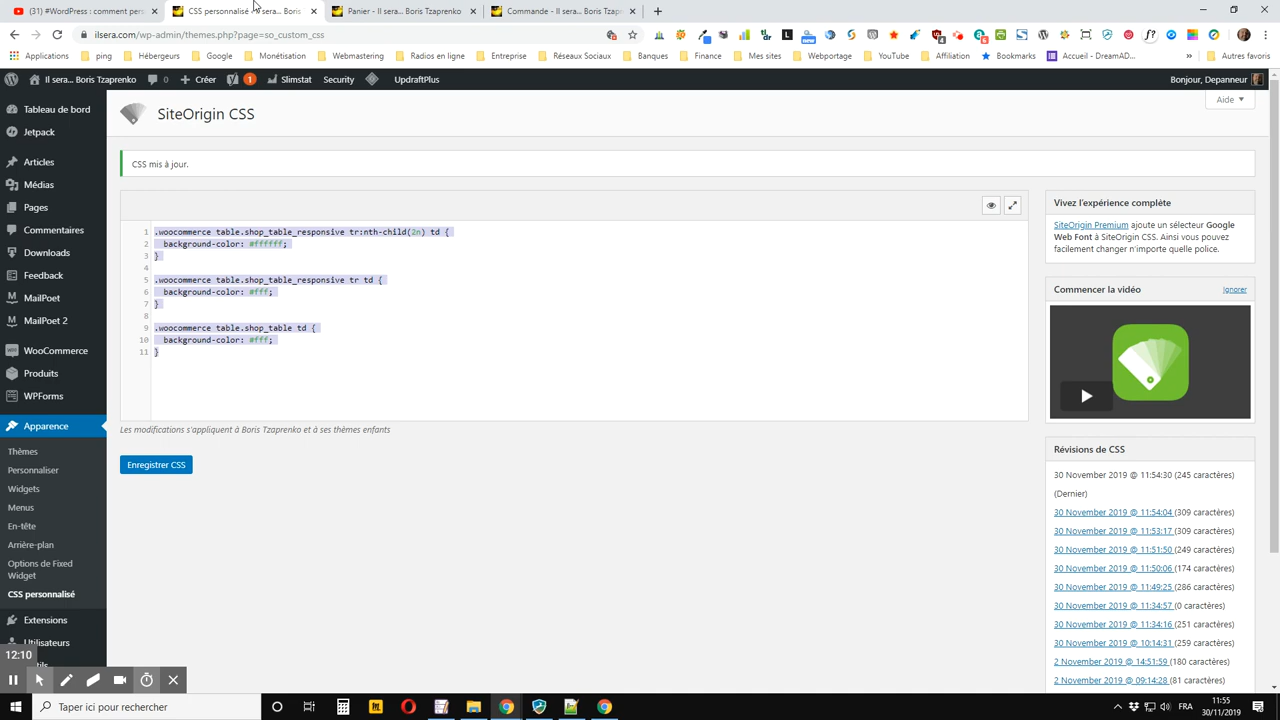 (31) #WordPress : comment pers
CSS personnalisé ‹ Il sera... Boris
Panier - Il sera... Boris Tzaprenko
Commande - Il sera... Boris Tzapr
ilsera.com/wp-admin/themes.php?page=so_custom_css
Applications
ping
Hébergeurs
Google
Monétisation
Webmastering
Radios en ligne
Entreprise
Réseaux Sociaux
Banques
Finance
Mes sites
Webportage
YouTube
Affiliation
Bookmarks
Accueil - DreamAD...
»
Autres favoris
Il sera... Boris Tzaprenko
0
Créer
1
Slimstat
Security
UpdraftPlus
Bonjour, Depanneur
Tableau de bord
Jetpack
Articles
Médias
Pages
Commentaires
Downloads
Feedback
MailPoet
MailPoet 2
WooCommerce
Produits
WPForms
Apparence
Thèmes
Personnaliser
Widgets
Menus
En-tête
Arrière-plan
Options de Fixed
Widget
CSS personnalisé
Extensions
Utilisateurs
SiteOrigin CSS
Aide
CSS mis à jour.
1 .woocommerce table.shop_table_responsive tr:nth-child(2n) td {
2 background-color: #ffffff;
3 }
4
5 .woocommerce table.shop_table_responsive tr td {
6 background-color: #fff;
7 }
8
9 .woocommerce table.shop_table td {
10 background-color: #fff;
11 }
Les modifications s'appliquent à Boris Tzaprenko et à ses thèmes enfants
Enregistrer CSS
Vivez l'expérience complète
SiteOrigin Premium ajoute un sélecteur Google
Web Font à SiteOrigin CSS. Ainsi vous pouvez
facilement changer n'importe quelle police.
Commencer la vidéo
Ignorer
Révisions de CSS
30 November 2019 @ 11:54:30 (245 caractères)
(Dernier)
30 November 2019 @ 11:54:04 (309 caractères)
30 November 2019 @ 11:53:17 (309 caractères)
30 November 2019 @ 11:51:50 (249 caractères)
30 November 2019 @ 11:50:06 (174 caractères)
30 November 2019 @ 11:49:25 (286 caractères)
30 November 2019 @ 11:34:57 (0 caractères)
30 November 2019 @ 11:34:16 (251 caractères)
30 November 2019 @ 10:14:31 (259 caractères)
2 November 2019 @ 14:51:59 (180 caractères)
2 November 2019 @ 09:14:28 (81 caractères)
12:10
Taper ici pour rechercher
FRA
11:55
30/11/2019